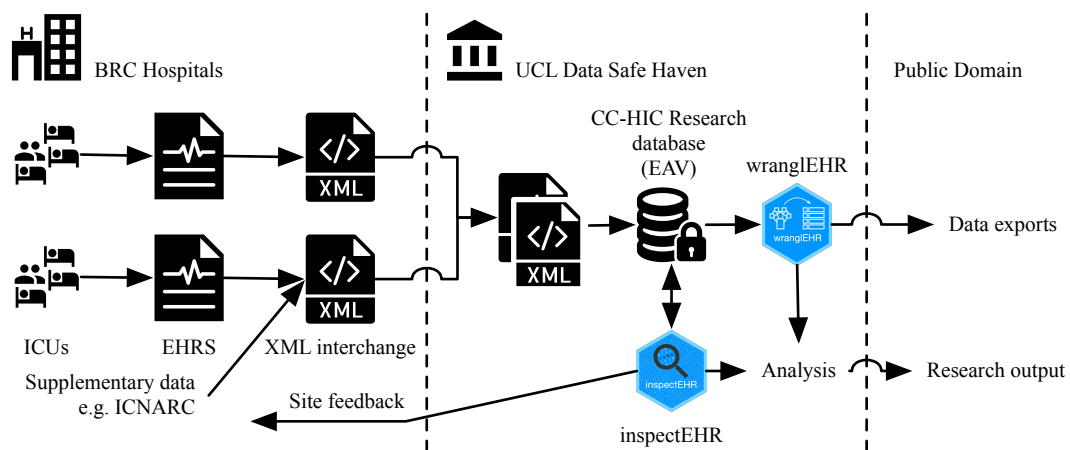 H
BRC Hospitals
UCL Data Safe Haven
Public Domain
CC-HIC Research
database
(EAV)
wranglEHR
XML
wranglEHR
Data exports
XML
XML
ICUs
EHRS
XML interchange
inspectEHR
Analysis
Research output
Supplementary data
e.g. ICNARC
Site feedback
inspectEHR